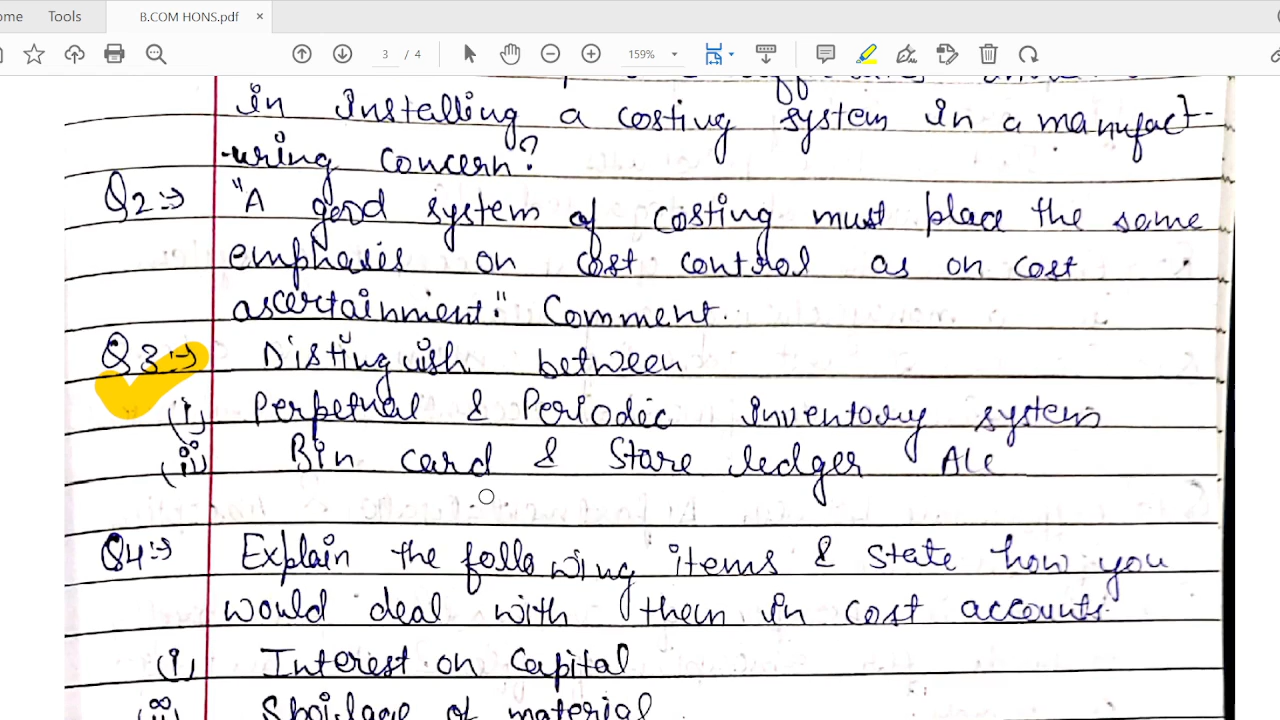 ome Tools B.COM HONS.pdf ×
3 / 4 159%
in installing a costing system in a manufact-
uring concern?
Q2:-> "A good system of costing must place the same
emphasis on cost control as on cost
ascertainment." Comment.
Q3:-> Distinguish between
(i) Perpetual & Periodic inventory system
(ii) Bin card & Store ledger A/c
Q4:-> Explain the following items & state how you
would deal with them in cost accounts.
(i) Interest on Capital
(ii) Spoilage of material